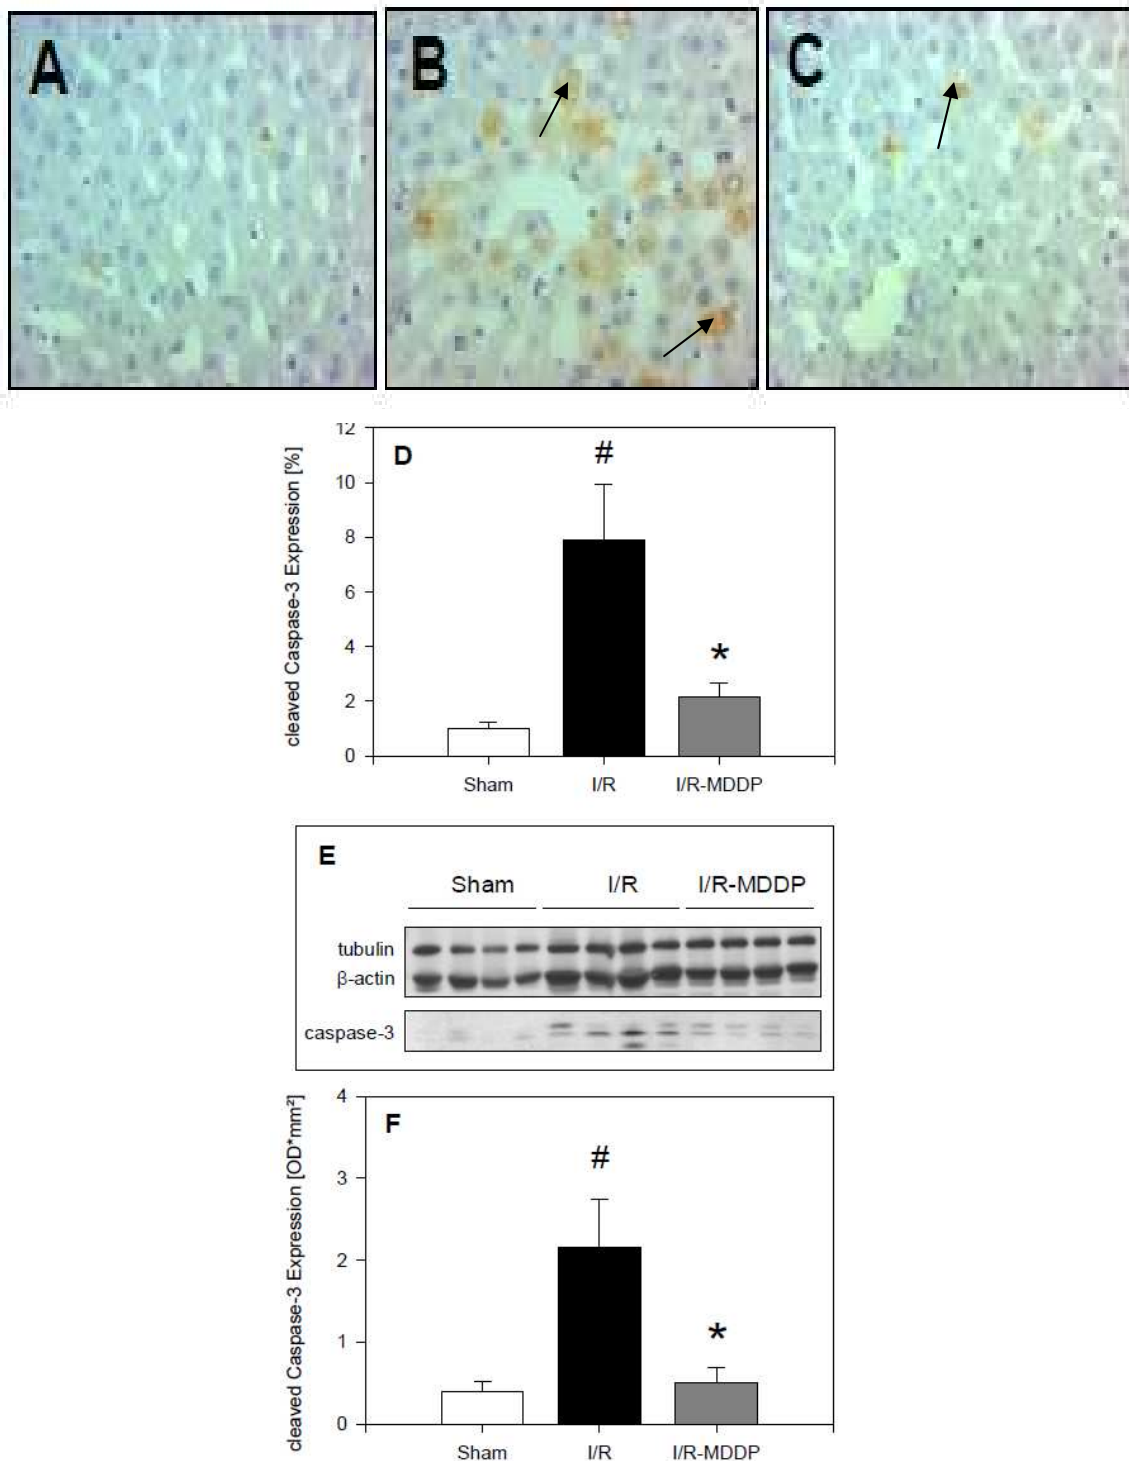 A B C
D
#
*
12
10
8
6
4
2
0
cleaved Caspase-3 Expression [%]
Sham I/R I/R-MDDP
E
Sham I/R I/R-MDDP
tubulin
β-actin
caspase-3
F
#
*
4
3
2
1
0
cleaved Caspase-3 Expression [OD*mm²]
Sham I/R I/R-MDDP